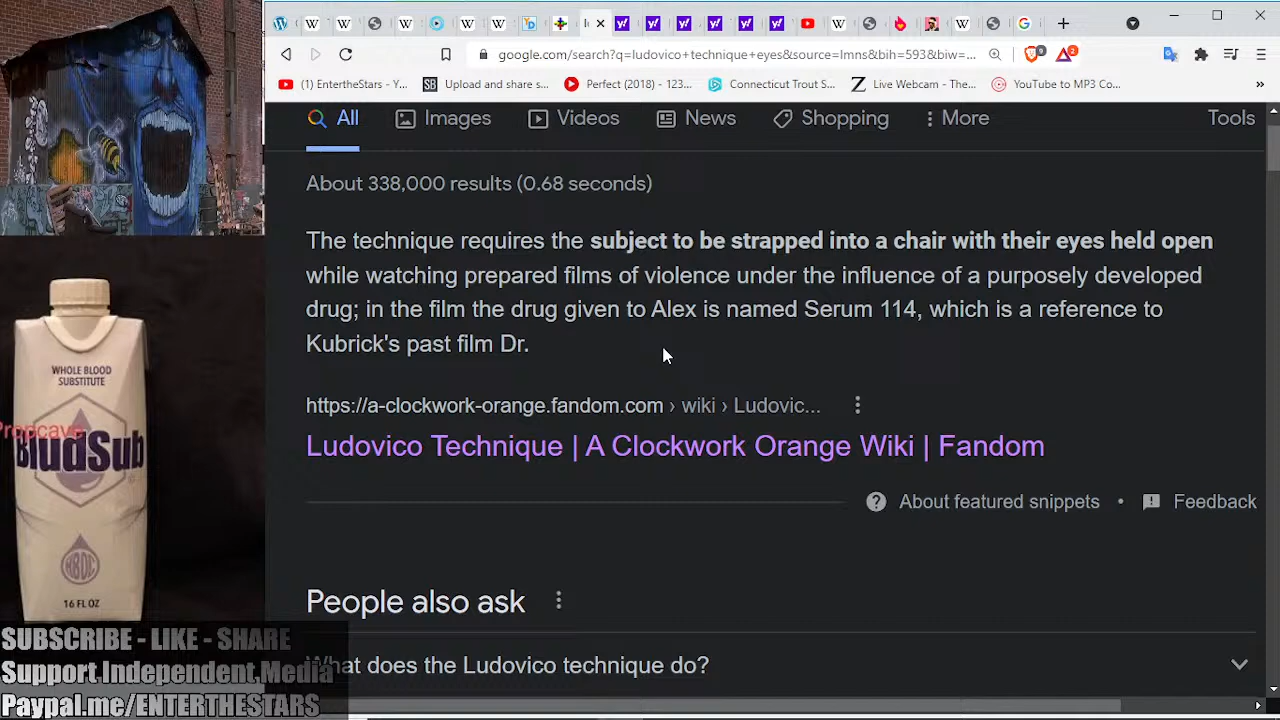 google.com/search?q=ludovico+technique+eyes&source=lmns&bih=593&biw=...
(1) EntertheStars - Y...
Upload and share s...
Perfect (2018) - 123...
Connecticut Trout S...
Live Webcam - The...
YouTube to MP3 Co...
»
All
Images
Videos
News
Shopping
More
Tools
About 338,000 results (0.68 seconds)
The technique requires the subject to be strapped into a chair with their eyes held open
while watching prepared films of violence under the influence of a purposely developed
drug; in the film the drug given to Alex is named Serum 114, which is a reference to
Kubrick's past film Dr.
https://a-clockwork-orange.fandom.com › wiki › Ludovic...
Ludovico Technique | A Clockwork Orange Wiki | Fandom
About featured snippets • Feedback
People also ask
What does the Ludovico technique do?
WHOLE BLOOD
SUBSTITUTE
Propcave
BludSub
HBOC
16 FL OZ
SUBSCRIBE - LIKE - SHARE
Support Independent Media
Paypal.me/ENTERTHESTARS